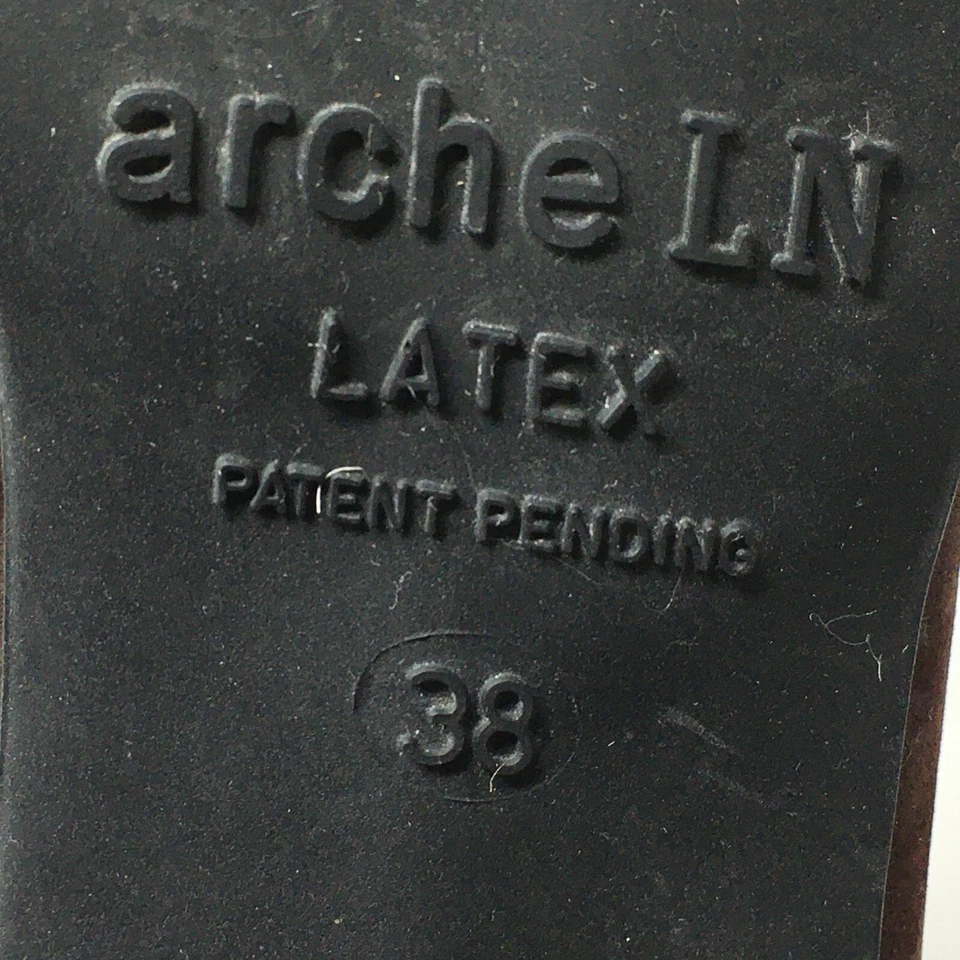 arche LN
LATEX
PATENT PENDING
38